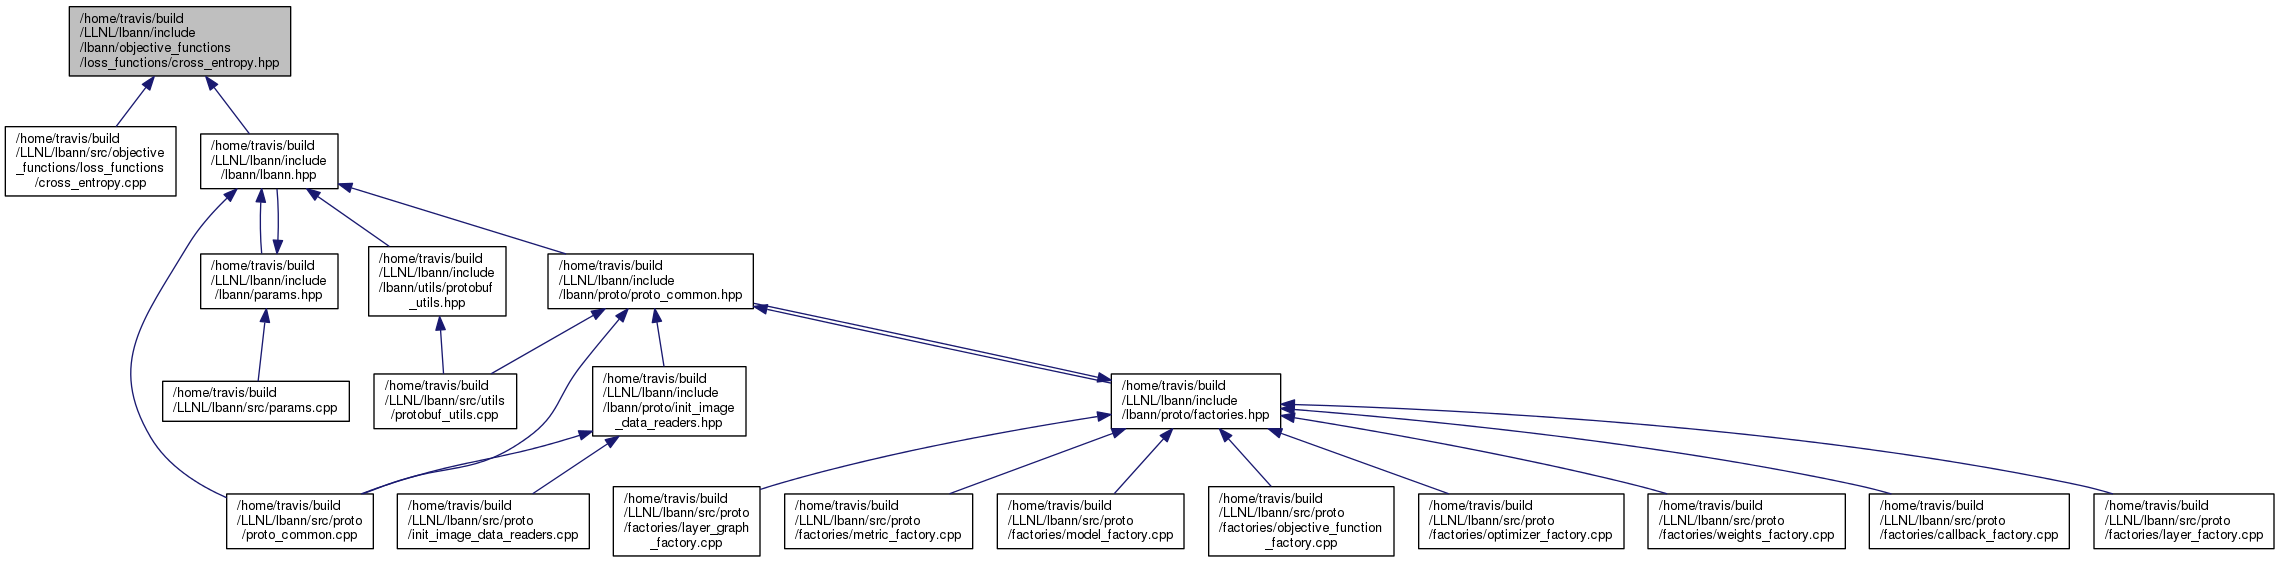 /home/travis/build
/LLNL/lbann/include
/lbann/objective_functions
/loss_functions/cross_entropy.hpp
/home/travis/build
/LLNL/lbann/src/objective
_functions/loss_functions
/cross_entropy.cpp
/home/travis/build
/LLNL/lbann/include
/lbann/lbann.hpp
/home/travis/build
/LLNL/lbann/include
/lbann/params.hpp
/home/travis/build
/LLNL/lbann/include
/lbann/utils/protobuf
_utils.hpp
/home/travis/build
/LLNL/lbann/include
/lbann/proto/proto_common.hpp
/home/travis/build
/LLNL/lbann/src/params.cpp
/home/travis/build
/LLNL/lbann/src/utils
/protobuf_utils.cpp
/home/travis/build
/LLNL/lbann/include
/lbann/proto/init_image
_data_readers.hpp
/home/travis/build
/LLNL/lbann/include
/lbann/proto/factories.hpp
/home/travis/build
/LLNL/lbann/src/proto
/proto_common.cpp
/home/travis/build
/LLNL/lbann/src/proto
/init_image_data_readers.cpp
/home/travis/build
/LLNL/lbann/src/proto
/factories/layer_graph
_factory.cpp
/home/travis/build
/LLNL/lbann/src/proto
/factories/metric_factory.cpp
/home/travis/build
/LLNL/lbann/src/proto
/factories/model_factory.cpp
/home/travis/build
/LLNL/lbann/src/proto
/factories/objective_function
_factory.cpp
/home/travis/build
/LLNL/lbann/src/proto
/factories/optimizer_factory.cpp
/home/travis/build
/LLNL/lbann/src/proto
/factories/weights_factory.cpp
/home/travis/build
/LLNL/lbann/src/proto
/factories/callback_factory.cpp
/home/travis/build
/LLNL/lbann/src/proto
/factories/layer_factory.cpp